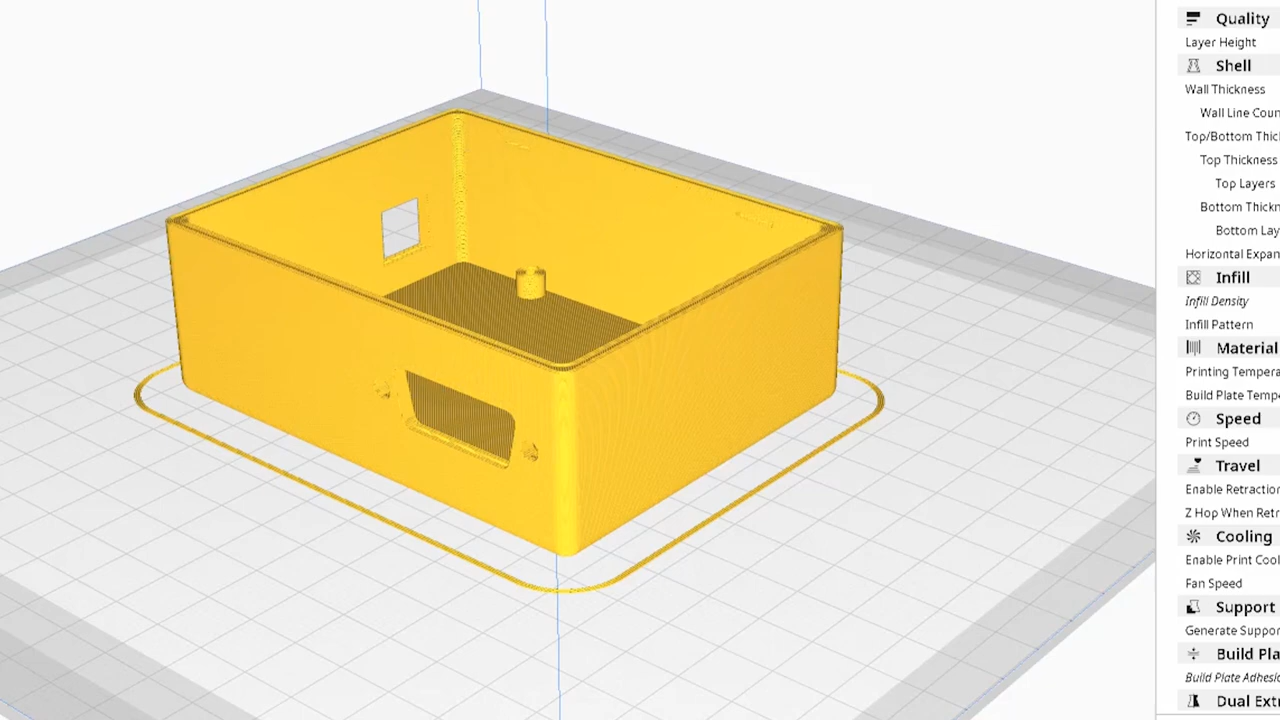 Quality
Layer Height
Shell
Wall Thickness
Wall Line Coun
Top/Bottom Thic
Top Thickness
Top Layers
Bottom Thickn
Bottom Lay
Horizontal Expan
Infill
Infill Density
Infill Pattern
Material
Printing Tempera
Build Plate Tempe
Speed
Print Speed
Travel
Enable Retraction
Z Hop When Retr
Cooling
Enable Print Cool
Fan Speed
Support
Generate Suppor
Build Pla
Build Plate Adhesio
Dual Extr